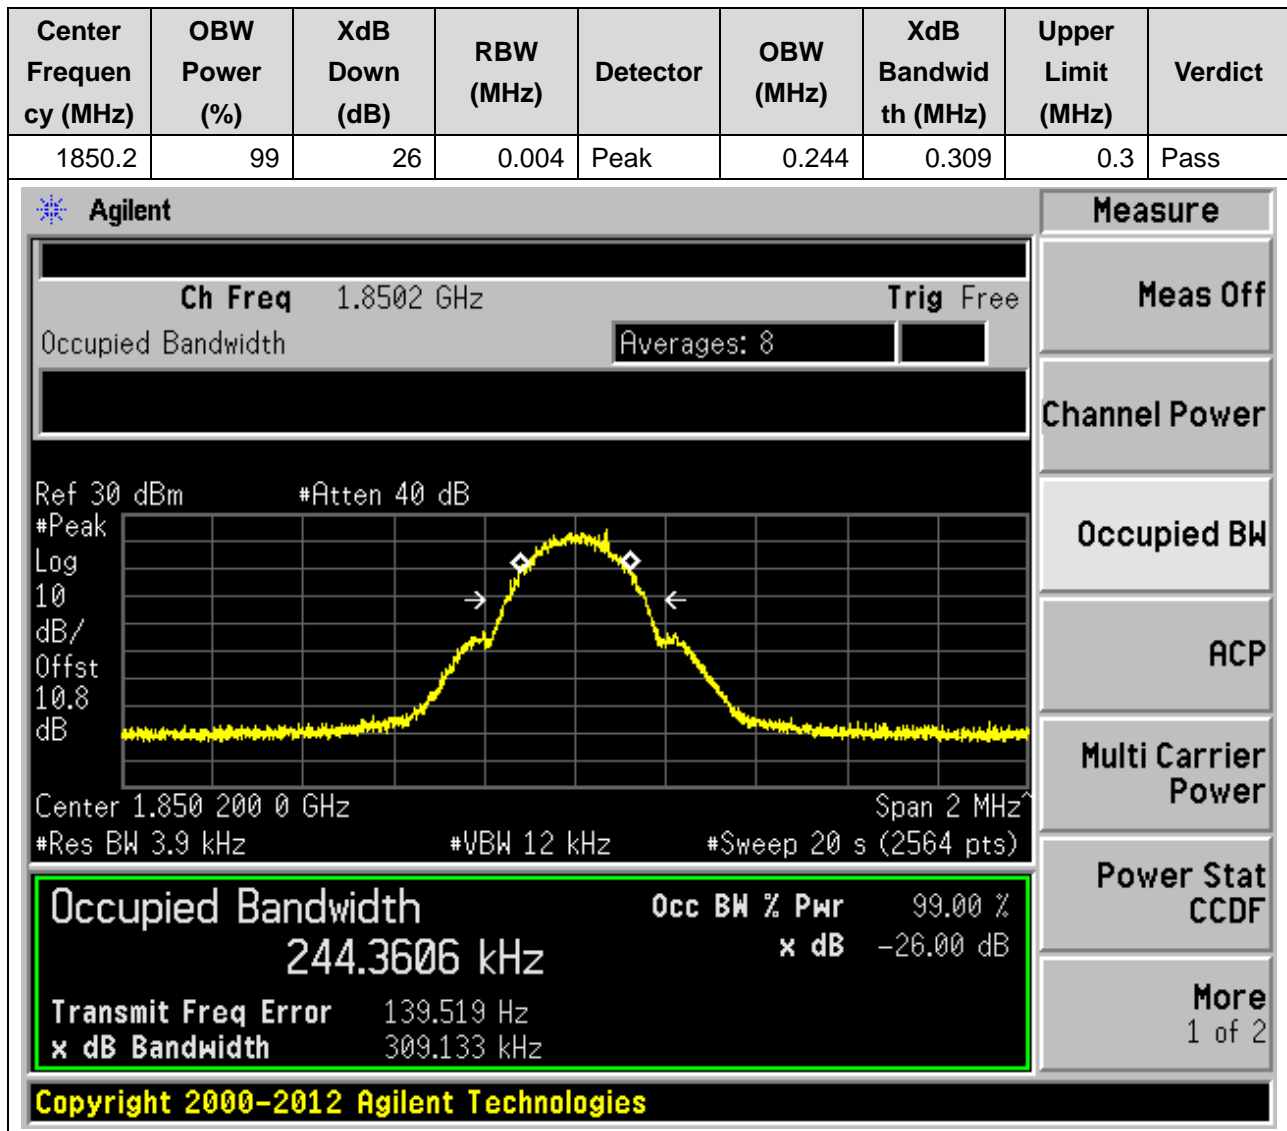 Center Frequen cy (MHz) OBW Power (%) XdB Down (dB) RBW (MHz) Detector OBW (MHz) XdB Bandwid th (MHz) Upper Limit (MHz) Verdict
1850.2 99 26 0.004 Peak 0.244 0.309 0.3 Pass
Agilent
Measure
Ch Freq 1.8502 GHz Trig Free
Meas Off
Occupied Bandwidth Averages: 8
Channel Power
Ref 30 dBm #Atten 40 dB
#Peak
Log
10
dB/
Offst
10.8
dB
Occupied BW
ACP
Multi Carrier
Power
Center 1.850 200 0 GHz Span 2 MHz^
#Res BW 3.9 kHz #VBW 12 kHz #Sweep 20 s (2564 pts)
Occupied Bandwidth
244.3606 kHz
Occ BW % Pwr 99.00 %
x dB -26.00 dB
Transmit Freq Error 139.519 Hz
x dB Bandwidth 309.133 kHz
Power Stat
CCDF
More
1 of 2
Copyright 2000-2012 Agilent Technologies